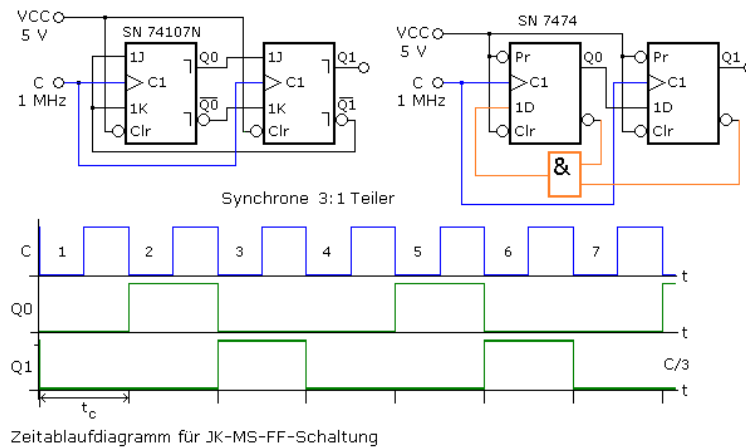 VCC
5 V
SN 74107N
C
1 MHz
1J
C1
1K
Clr
Q0
Q0
1J
C1
1K
Clr
Q1
Q1
VCC
5 V
SN 7474
C
1 MHz
Pr
C1
1D
Clr
Q0
&
Pr
C1
1D
Clr
Q1
Synchrone 3:1 Teiler
C
1
2
3
4
5
6
7
t
Q0
t
Q1
C/3
t
tc
Zeitablaufdiagramm für JK-MS-FF-Schaltung